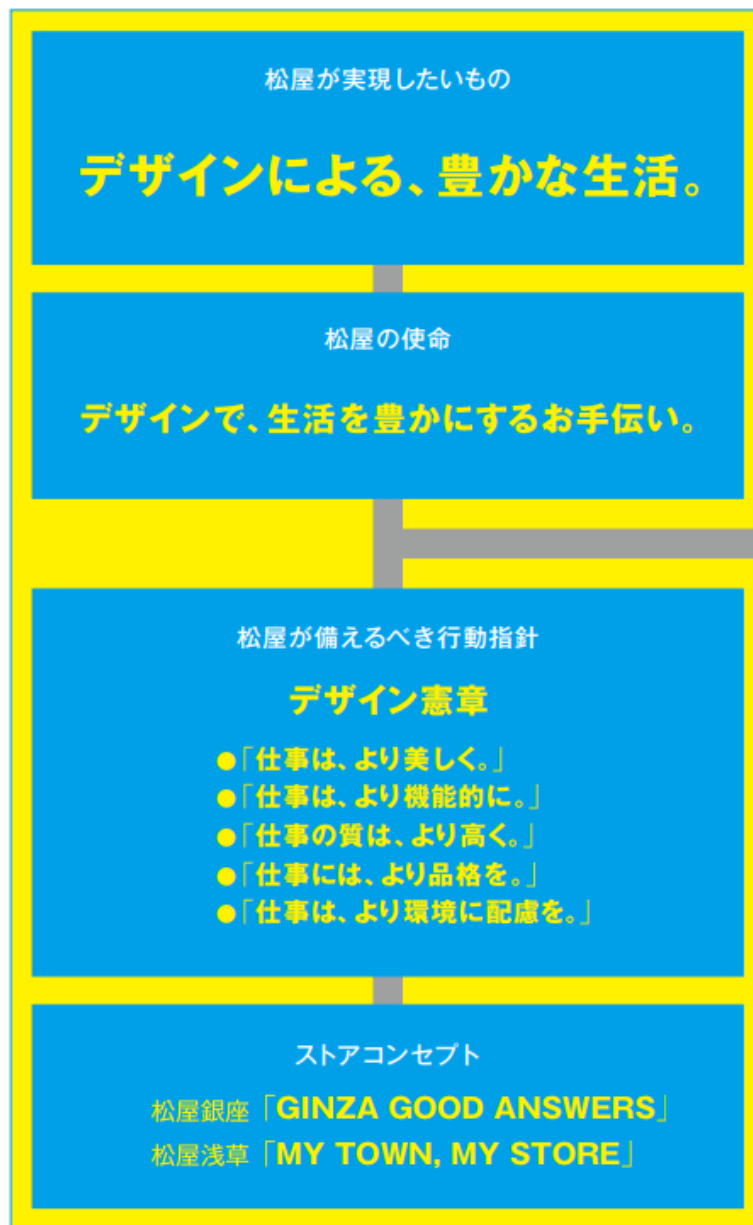 松屋が実現したいもの
デザインによる、豊かな生活。
松屋の使命
デザインで、生活を豊かにするお手伝い。
松屋が備えるべき行動指針
デザイン憲章
●「仕事は、より美しく。」
●「仕事は、より機能的に。」
●「仕事の質は、より高く。」
●「仕事には、より品格を。」
●「仕事は、より環境に配慮を。」
ストアコンセプト
松屋銀座「GINZA GOOD ANSWERS」
松屋浅草「MY TOWN, MY STORE」